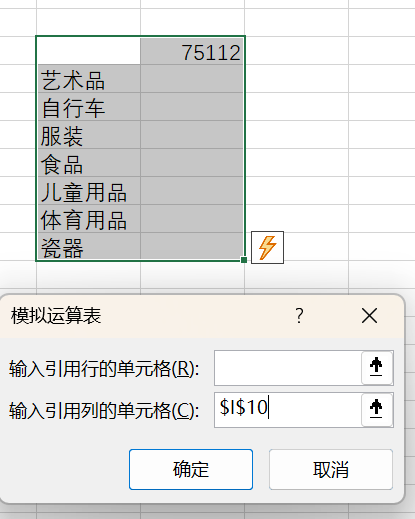 75112
艺术品
自行车
服装
食品
儿童用品
体育用品
瓷器
模拟运算表 ?
输入引用行的单元格(R):
输入引用列的单元格(C): $I$10
确定 取消